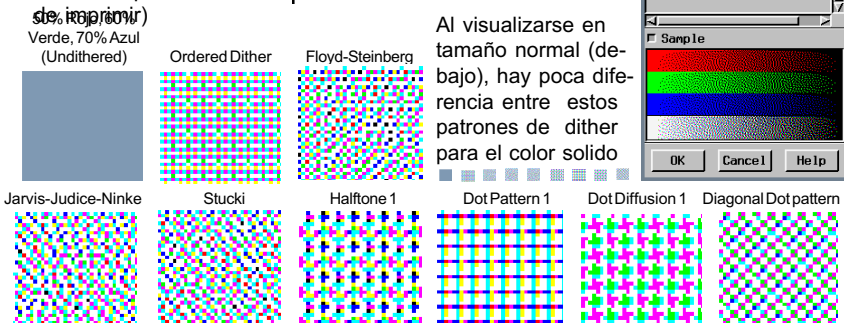 de imprimir)
50% Rojo, 60%
Verde, 70% Azul
(Undithered)
Ordered Dither
Floyd-Steinberg
Al visualizarse en
tamaño normal (de-
bajo), hay poca dife-
rencia entre estos
patrones de dither
para el color solido
Sample
OK
Cancel
Help
Jarvis-Judice-Ninke
Stucki
Halftone 1
Dot Pattern 1
Dot Diffusion 1
Diagonal Dot pattern